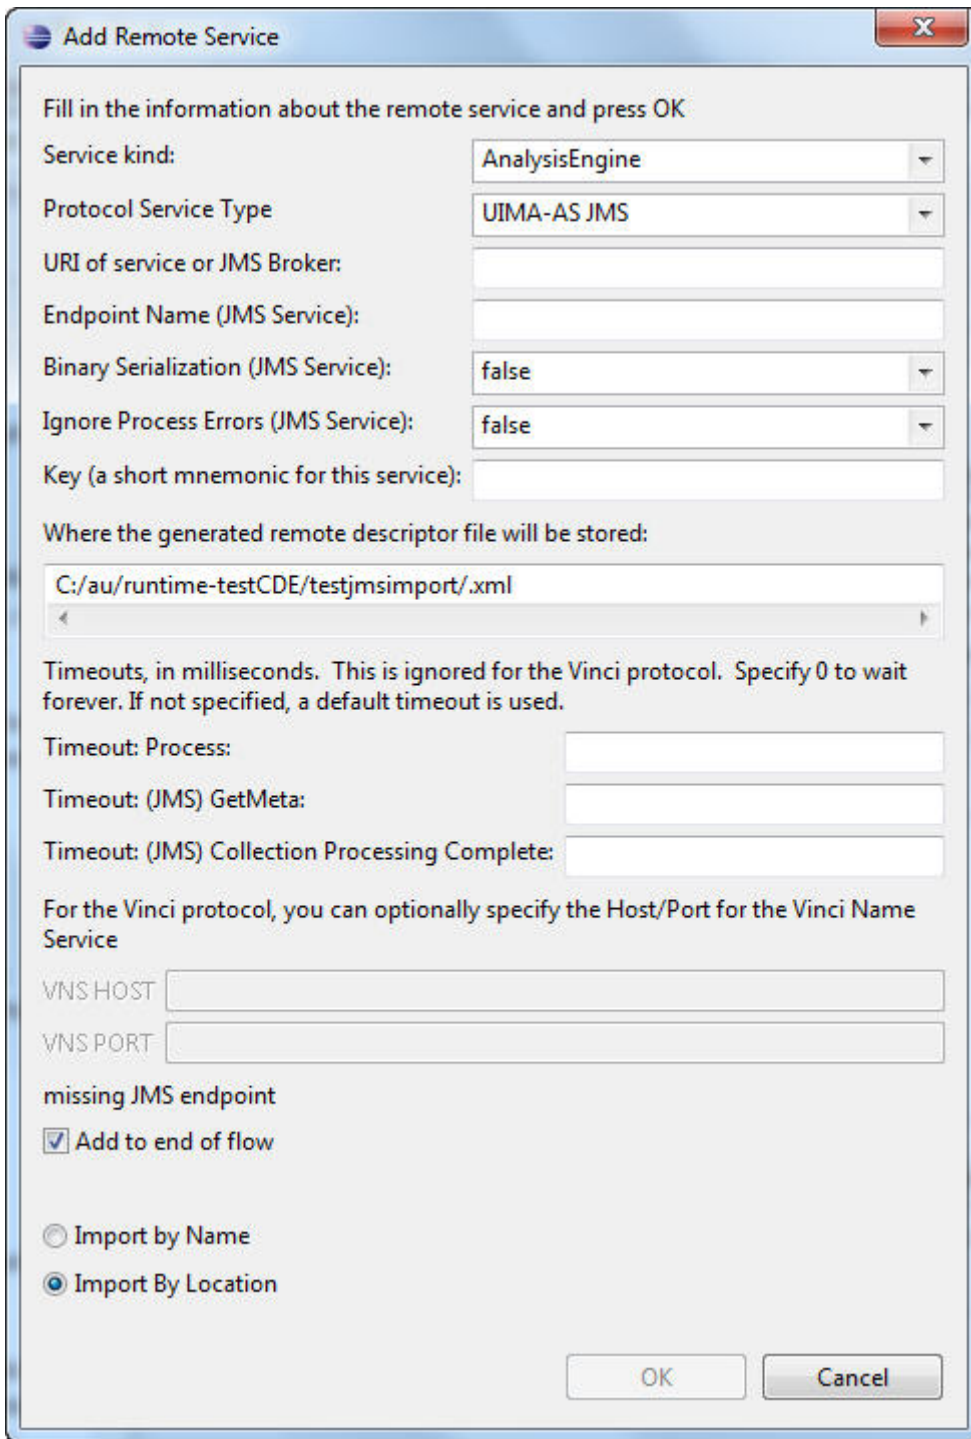 Add Remote Service
Fill in the information about the remote service and press OK
Service kind: AnalysisEngine
Protocol Service Type UIMA-AS JMS
URI of service or JMS Broker:
Endpoint Name (JMS Service):
Binary Serialization (JMS Service): false
Ignore Process Errors (JMS Service): false
Key (a short mnemonic for this service):
Where the generated remote descriptor file will be stored:
C:/au/runtime-testCDE/testjmsimport/.xml
Timeouts, in milliseconds.  This is ignored for the Vinci protocol.  Specify 0 to wait
forever. If not specified, a default timeout is used.
Timeout: Process:
Timeout: (JMS) GetMeta:
Timeout: (JMS) Collection Processing Complete:
For the Vinci protocol, you can optionally specify the Host/Port for the Vinci Name
Service
VNS HOST
VNS PORT
missing JMS endpoint
Add to end of flow
Import by Name
Import By Location
OK Cancel